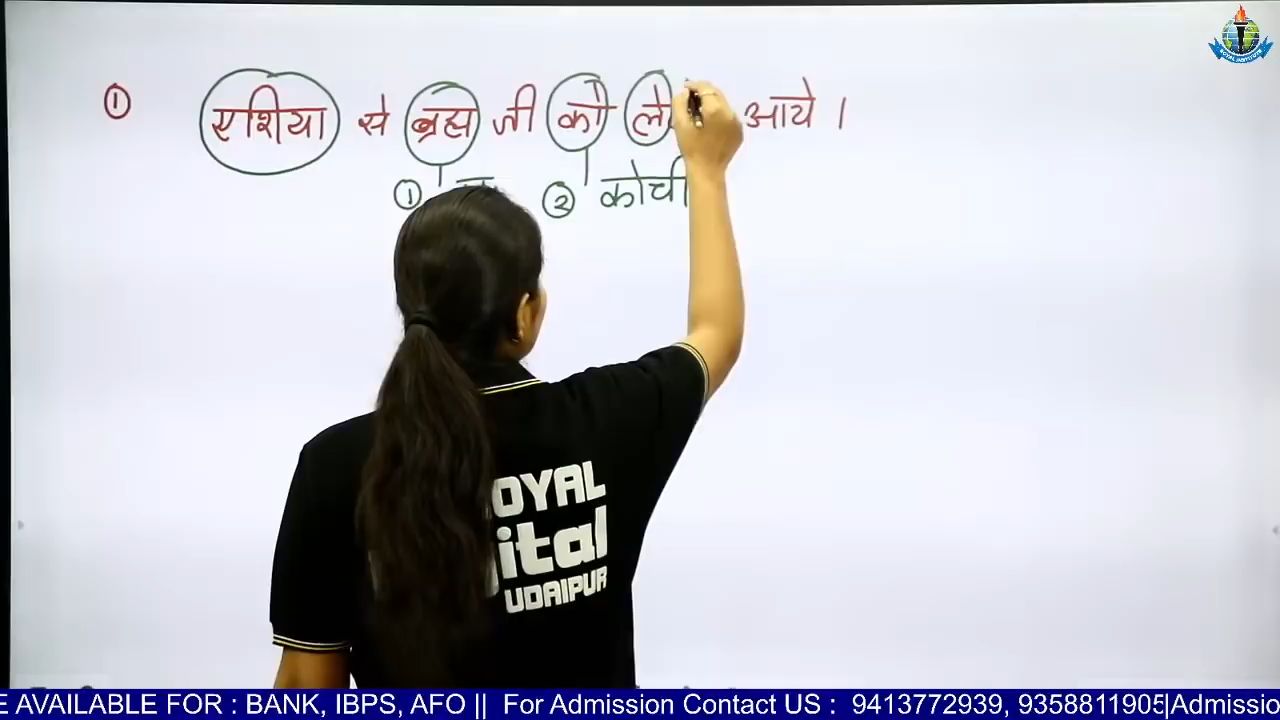 ① एशिया से ब्रह्म जी को ले आये ।
① ② कोची
OYAL
ital
UDAIPUR
E AVAILABLE FOR : BANK, IBPS, AFO || For Admission Contact US : 9413772939, 9358811905|Admissio